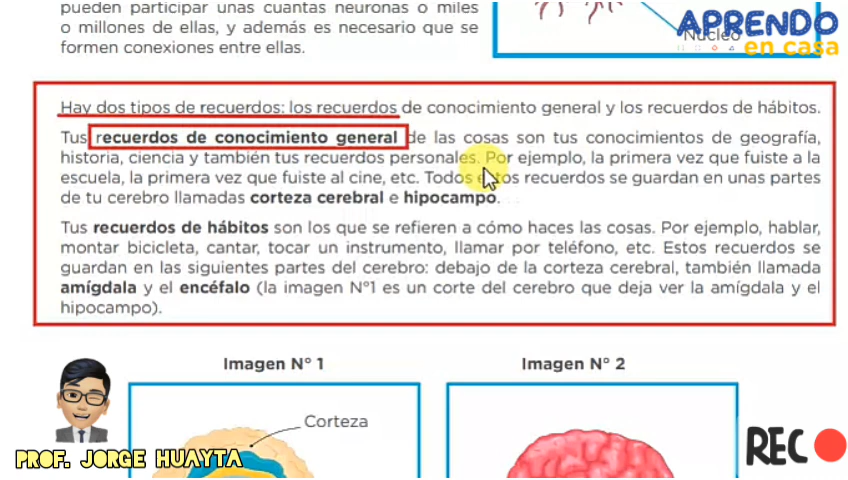 pueden participar unas cuantas neuronas o miles
o millones de ellas, y además es necesario que se
formen conexiones entre ellas.
Núcleo
APRENDO
en casa
Hay dos tipos de recuerdos: los recuerdos de conocimiento general y los recuerdos de hábitos.
Tus recuerdos de conocimiento general de las cosas son tus conocimientos de geografía,
historia, ciencia y también tus recuerdos personales. Por ejemplo, la primera vez que fuiste a la
escuela, la primera vez que fuiste al cine, etc. Todos estos recuerdos se guardan en unas partes
de tu cerebro llamadas corteza cerebral e hipocampo.
Tus recuerdos de hábitos son los que se refieren a cómo haces las cosas. Por ejemplo, hablar,
montar bicicleta, cantar, tocar un instrumento, llamar por teléfono, etc. Estos recuerdos se
guardan en las siguientes partes del cerebro: debajo de la corteza cerebral, también llamada
amígdala y el encéfalo (la imagen N°1 es un corte del cerebro que deja ver la amígdala y el
hipocampo).
Imagen N° 1
Imagen N° 2
Corteza
PROF. JORGE HUAYTA
REC